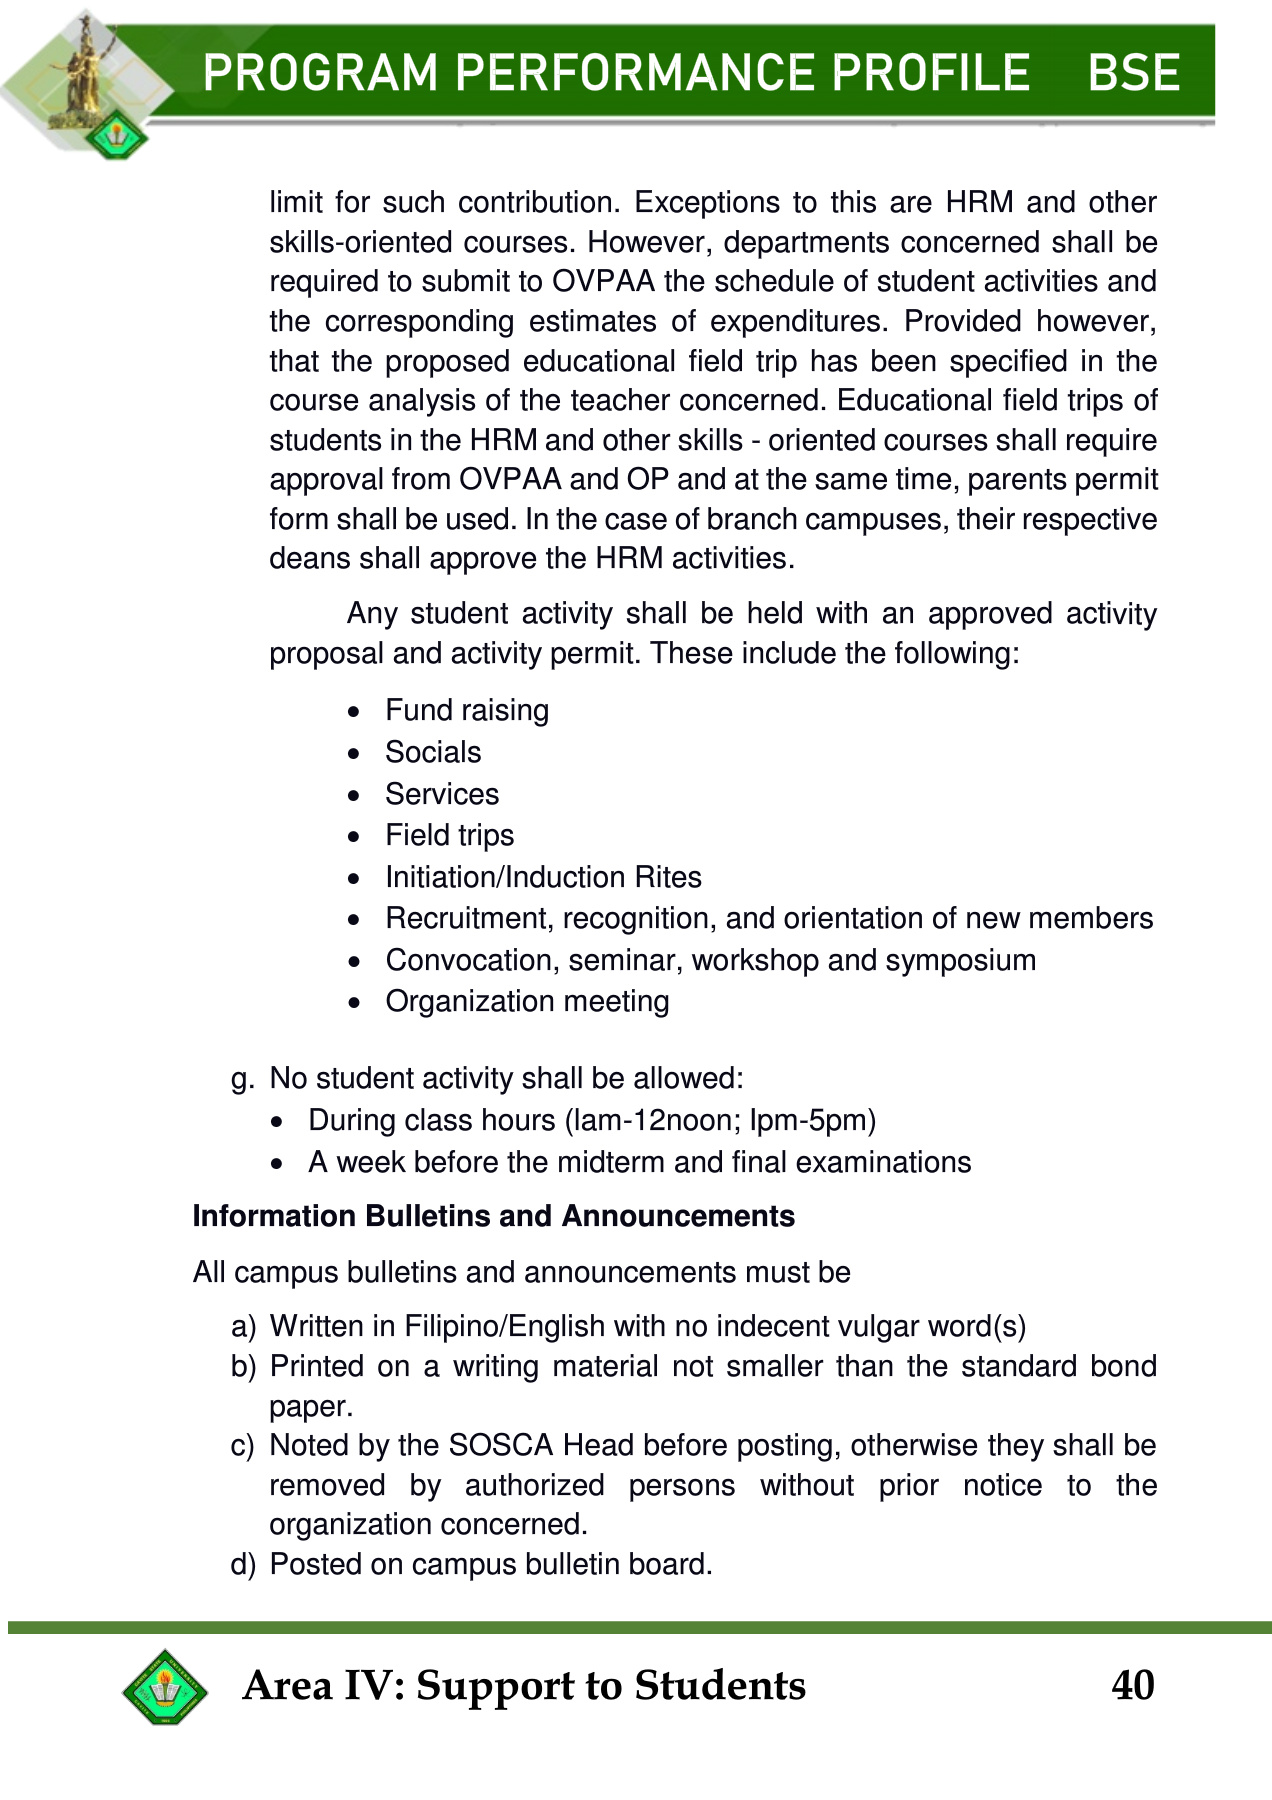 PROGRAM PERFORMANCE PROFILE BSE
limit for such contribution. Exceptions to this are HRM and other
skills-oriented courses. However, departments concerned shall be
required to submit to OVPAA the schedule of student activities and
the corresponding estimates of expenditures. Provided however,
that the proposed educational field trip has been specified in the
course analysis of the teacher concerned. Educational field trips of
students in the HRM and other skills - oriented courses shall require
approval from OVPAA and OP and at the same time, parents permit
form shall be used. In the case of branch campuses, their respective
deans shall approve the HRM activities.
Any student activity shall be held with an approved activity
proposal and activity permit. These include the following:
• Fund raising
• Socials
• Services
• Field trips
• Initiation/Induction Rites
• Recruitment, recognition, and orientation of new members
• Convocation, seminar, workshop and symposium
• Organization meeting
g. No student activity shall be allowed:
• During class hours (lam-12noon; lpm-5pm)
• A week before the midterm and final examinations
Information Bulletins and Announcements
All campus bulletins and announcements must be
a) Written in Filipino/English with no indecent vulgar word(s)
b) Printed on a writing material not smaller than the standard bond
paper.
c) Noted by the SOSCA Head before posting, otherwise they shall be
removed by authorized persons without prior notice to the
organization concerned.
d) Posted on campus bulletin board.
Area IV: Support to Students 40